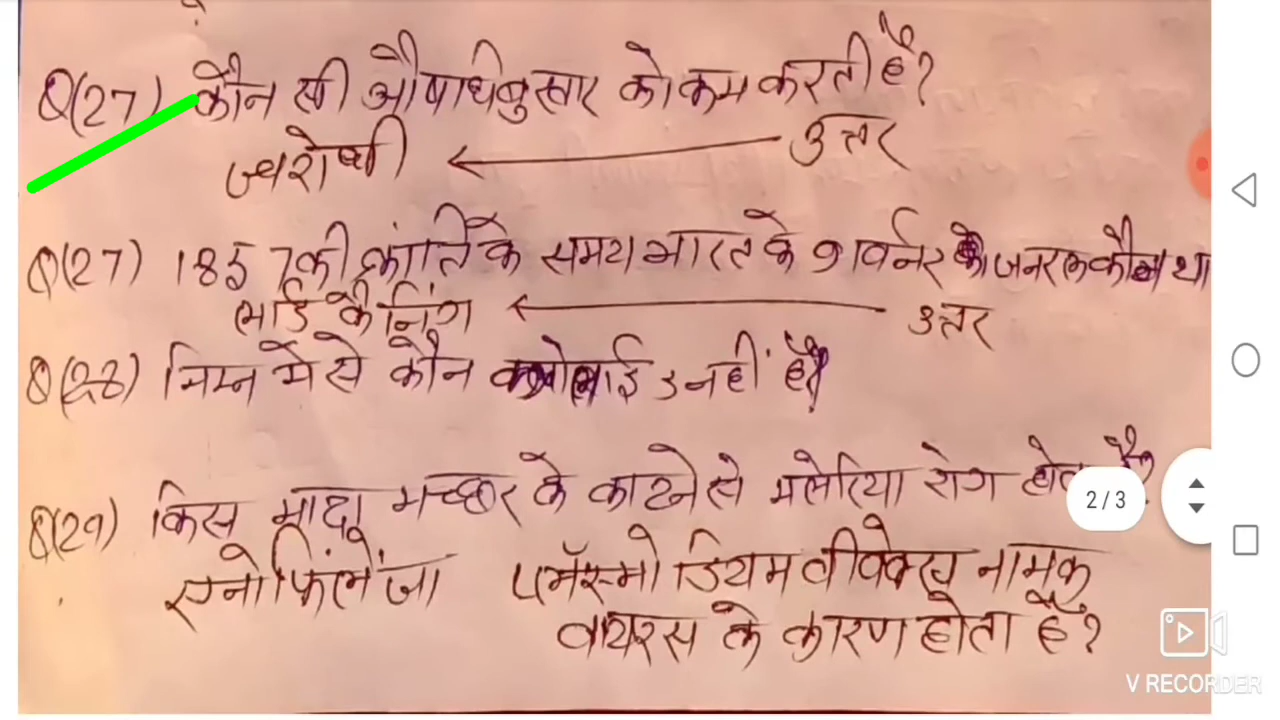 Q(27) कौन सी औषधि बुखार को कम करती है?
ज्वरोधी ← उत्तर
Q(27) 1857 की क्रांति के समय भारत के गवर्नर जनरल कौन था
लार्ड कैनिंग ← उत्तर
Q(28) निम्न में से कौन नहीं है?
Q(29) किस मादा मच्छर के काटने से मलेरिया रोग होता है?
2/3
एनोफिलेंजा प्लॅस्मोडियम वीवेक्स नामक
वायरस के कारण होता है?
V RECORDER